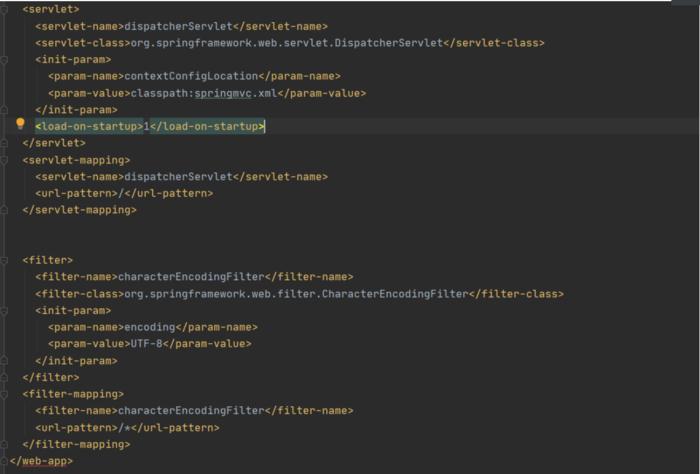 <servlet>
<servlet-name>dispatcherServlet</servlet-name>
<servlet-class>org.springframework.web.servlet.DispatcherServlet</servlet-class>
<init-param>
<param-name>contextConfigLocation</param-name>
<param-value>classpath:springmvc.xml</param-value>
</init-param>
<load-on-startup>1</load-on-startup>
</servlet>
<servlet-mapping>
<servlet-name>dispatcherServlet</servlet-name>
<url-pattern>/</url-pattern>
</servlet-mapping>
<filter>
<filter-name>characterEncodingFilter</filter-name>
<filter-class>org.springframework.web.filter.CharacterEncodingFilter</filter-class>
<init-param>
<param-name>encoding</param-name>
<param-value>UTF-8</param-value>
</init-param>
</filter>
<filter-mapping>
<filter-name>characterEncodingFilter</filter-name>
<url-pattern>/*</url-pattern>
</filter-mapping>
</web-app>